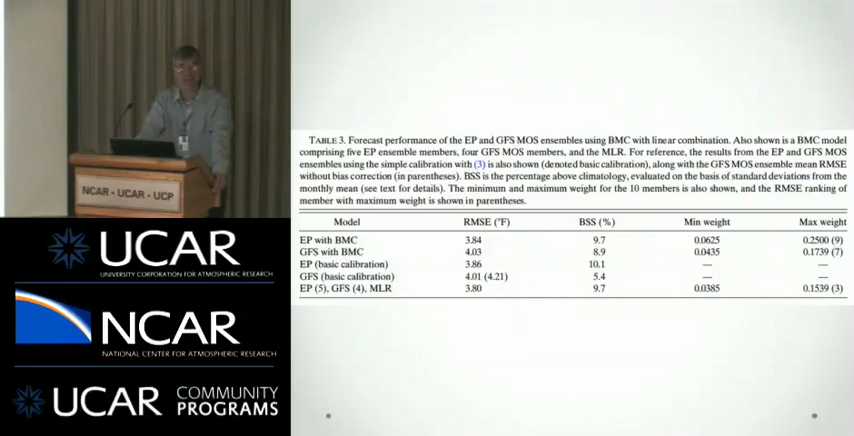 NCAR - UCAR - UCP
UCAR
UNIVERSITY CORPORATION FOR ATMOSPHERIC RESEARCH
NCAR
NATIONAL CENTER FOR ATMOSPHERIC RESEARCH
UCAR COMMUNITY
PROGRAMS
TABLE 3. Forecast performance of the EP and GFS MOS ensembles using BMC with linear combination. Also shown is a BMC model
comprising five EP ensemble members, four GFS MOS members, and the MLR. For reference, the results from the EP and GFS MOS
ensembles using the simple calibration with (3) is also shown (denoted basic calibration), along with the GFS MOS ensemble mean RMSE
without bias correction (in parentheses). BSS is the percentage above climatology, evaluated on the basis of standard deviations from the
monthly mean (see text for details). The minimum and maximum weight for the 10 members is also shown, and the RMSE ranking of
member with maximum weight is shown in parentheses.
Model RMSE (°F) BSS (%) Min weight Max weight
EP with BMC 3.84 9.7 0.0625 0.2500 (9)
GFS with BMC 4.03 8.9 0.0435 0.1739 (7)
EP (basic calibration) 3.86 10.1 — —
GFS (basic calibration) 4.01 (4.21) 5.4 — —
EP (5), GFS (4), MLR 3.80 9.7 0.0385 0.1539 (3)